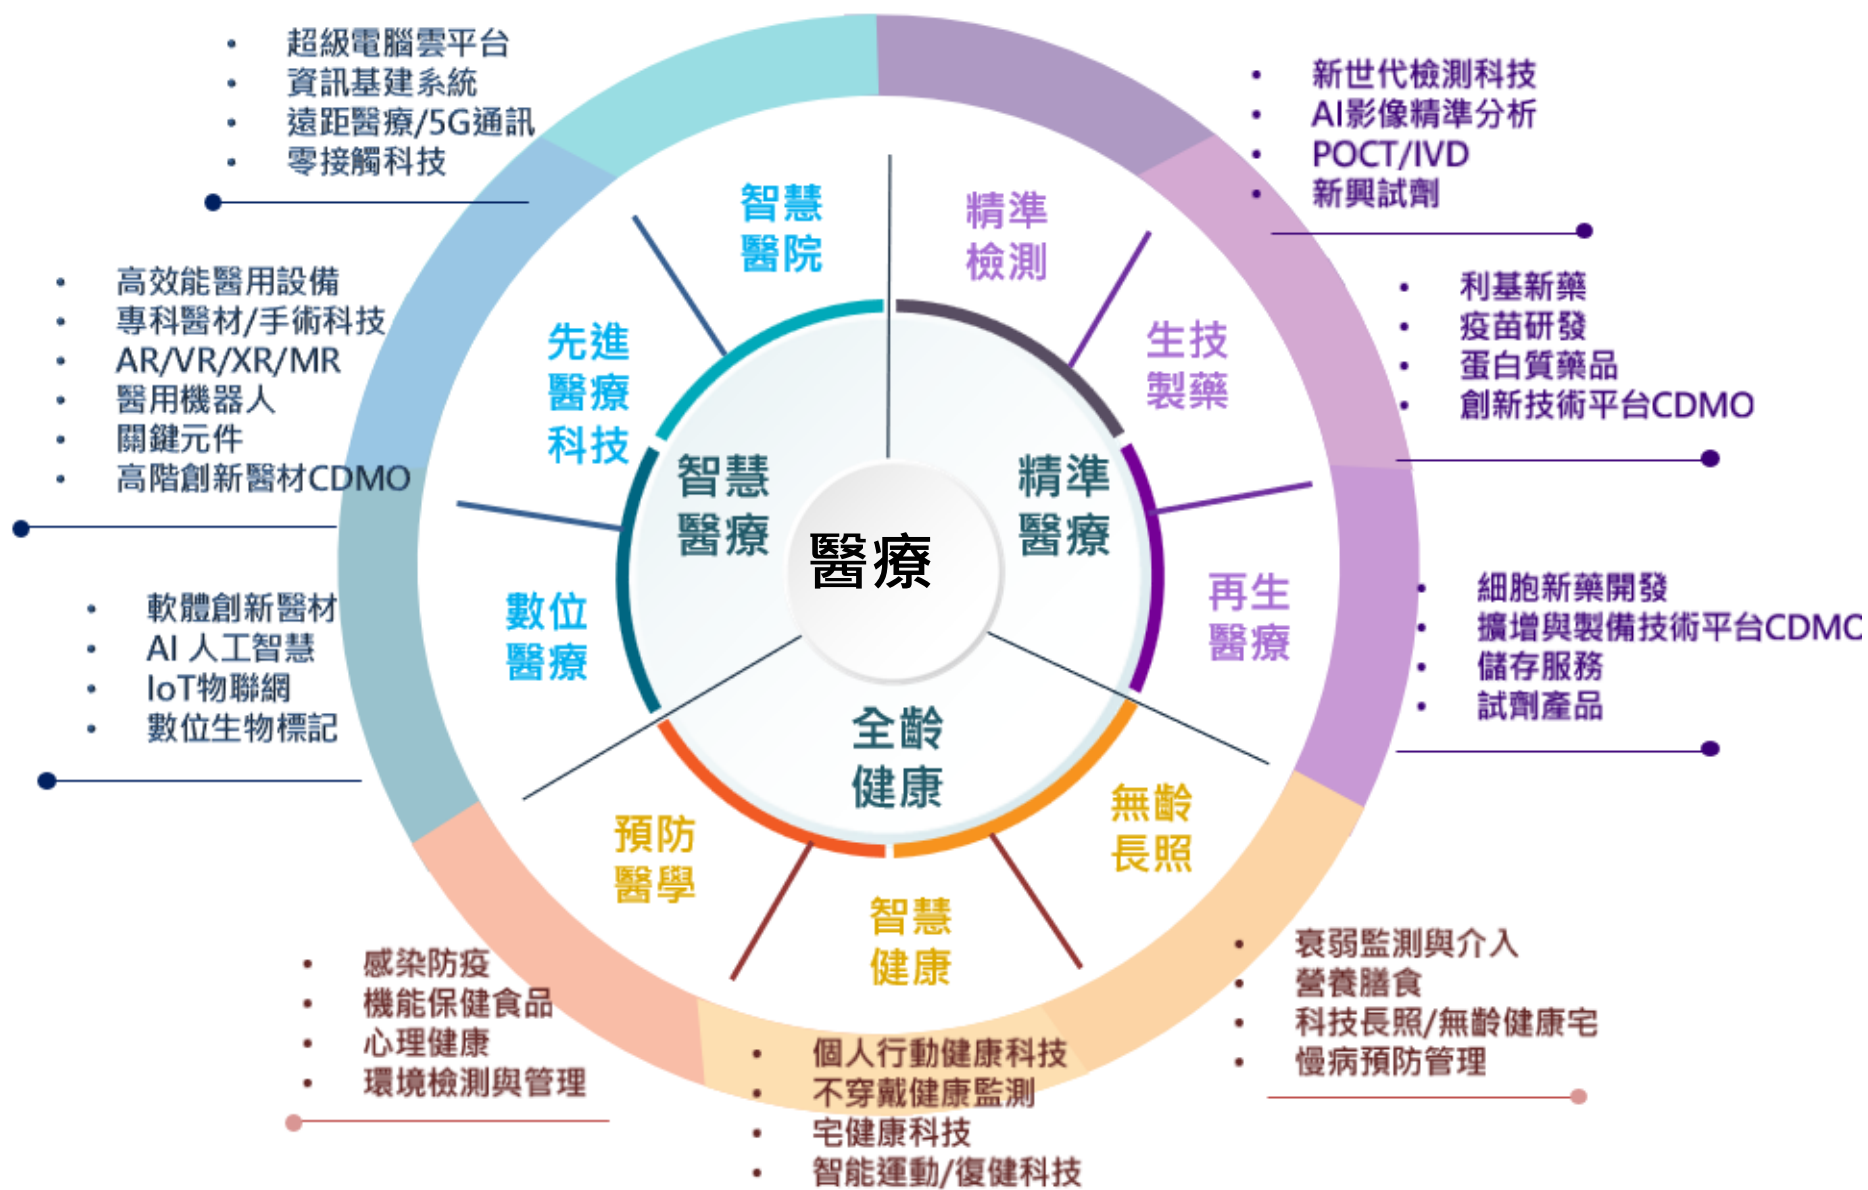 醫療
智慧
醫療
精準
醫療
全齡
健康
智慧
醫院
超級電腦雲平台
資訊基建系統
遠距醫療/5G通訊
零接觸科技
先進
醫療
科技
高效能醫用設備
專科醫材/手術科技
AR/VR/XR/MR
醫用機器人
關鍵元件
高階創新醫材CDMO
數位
醫療
軟體創新醫材
AI 人工智慧
IoT物聯網
數位生物標記
精準
檢測
新世代檢測科技
AI影像精準分析
POCT/IVD
新興試劑
生技
製藥
利基新藥
疫苗研發
蛋白質藥品
創新技術平台CDMO
再生
醫療
細胞新藥開發
擴增與製備技術平台CDMO
儲存服務
試劑產品
預防
醫學
感染防疫
機能保健食品
心理健康
環境檢測與管理
智慧
健康
個人行動健康科技
不穿戴健康監測
宅健康科技
智能運動/復健科技
無齡
長照
衰弱監測與介入
營養膳食
科技長照/無齡健康宅
慢病預防管理